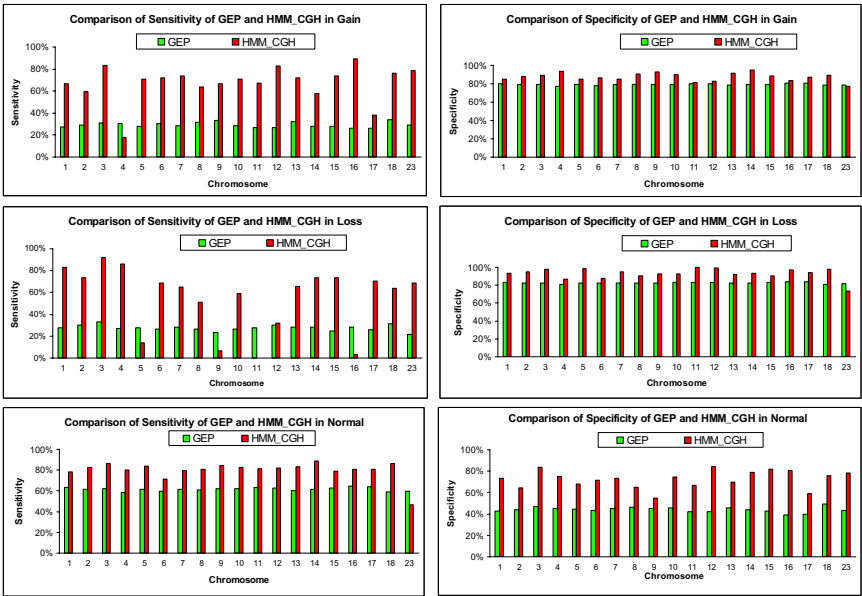 Comparison of Sensitivity of GEP and HMM_CGH in Gain
GEP HMM_CGH
100%
80%
60%
40%
20%
0%
Sensitivity
1 2 3 4 5 6 7 8 9 10 11 12 13 14 15 16 17 18 23
Chromosome
Comparison of Specificity of GEP and HMM_CGH in Gain
GEP HMM_CGH
100%
80%
60%
40%
20%
0%
Specificity
1 2 3 4 5 6 7 8 9 10 11 12 13 14 15 16 17 18 23
Chromosome
Comparison of Sensitivity of GEP and HMM_CGH in Loss
GEP HMM_CGH
100%
80%
60%
40%
20%
0%
Sensitivity
1 2 3 4 5 6 7 8 9 10 11 12 13 14 15 16 17 18 23
Chromosome
Comparison of Specificity of GEP and HMM_CGH in Loss
GEP HMM_CGH
100%
80%
60%
40%
20%
0%
Specificity
1 2 3 4 5 6 7 8 9 10 11 12 13 14 15 16 17 18 23
Chromosome
Comparison of Sensitivity of GEP and HMM_CGH in Normal
GEP HMM_CGH
100%
80%
60%
40%
20%
0%
Sensitivity
1 2 3 4 5 6 7 8 9 10 11 12 13 14 15 16 17 18 23
Chromosome
Comparison of Specificity of GEP and HMM_CGH in Normal
GEP HMM_CGH
100%
80%
60%
40%
20%
0%
Specificity
1 2 3 4 5 6 7 8 9 10 11 12 13 14 15 16 17 18 23
Chromosome